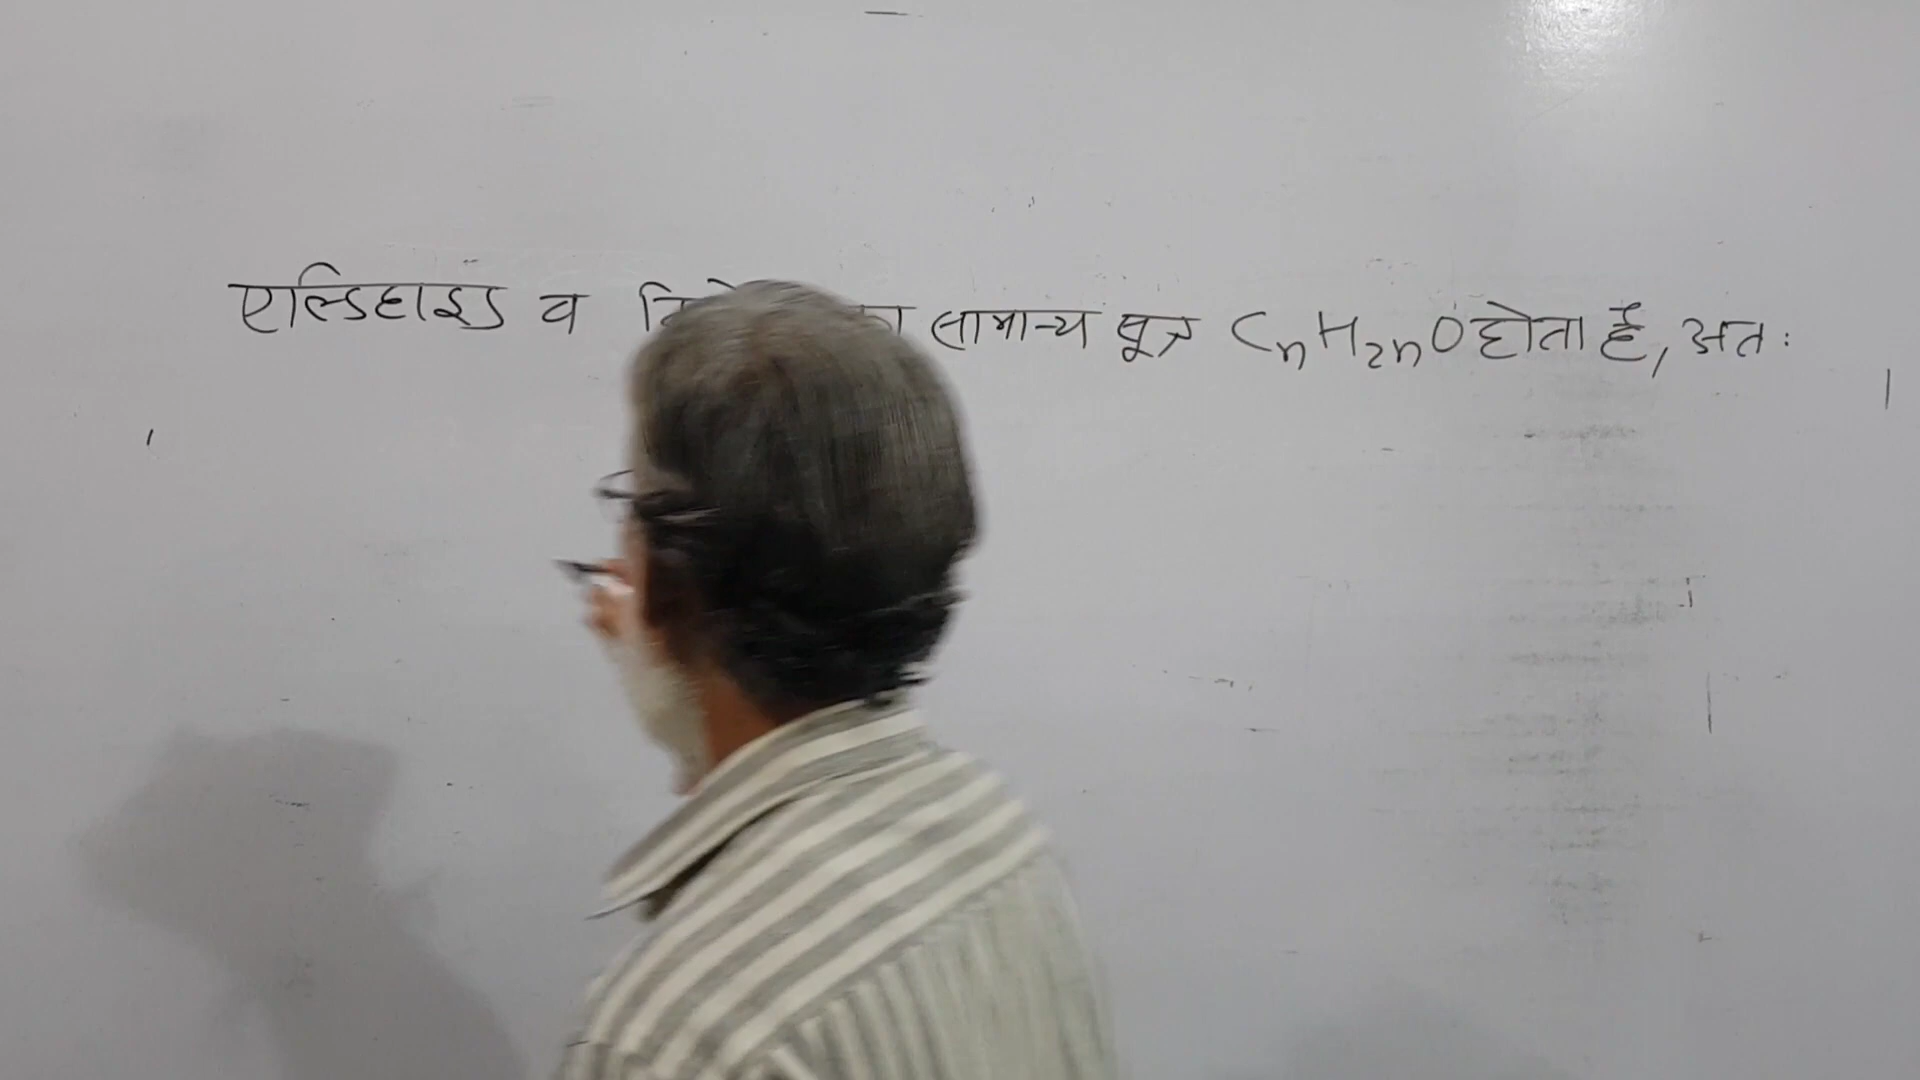 एल्डिहाइड व सामान्य सूत्र CnH2nO होता है, अतः